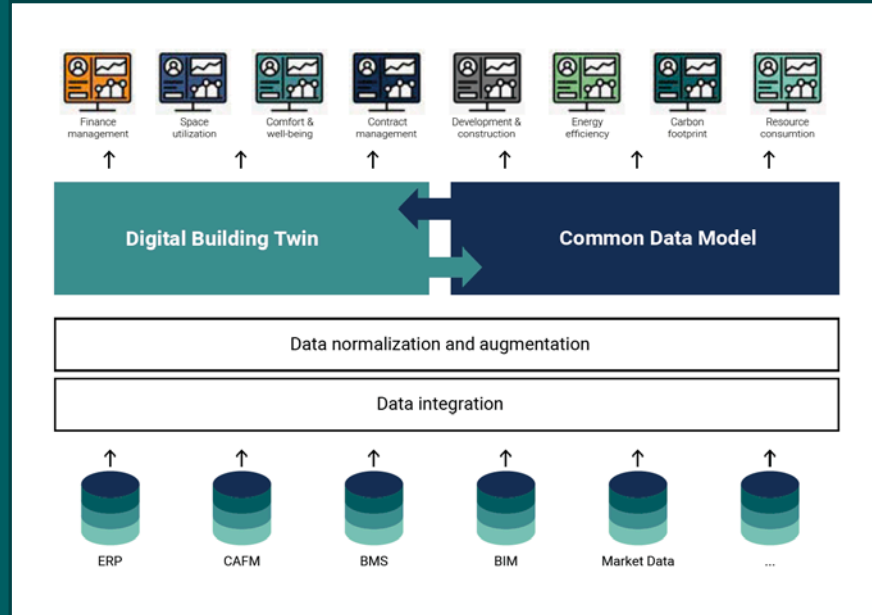 Finance
management
Space
utilization
Comfort &
well-being
Contract
management
Development &
construction
Energy
efficiency
Carbon
footprint
Resource
consumtion
Digital Building Twin
Common Data Model
Data normalization and augmentation
Data integration
ERP
CAFM
BMS
BIM
Market Data
...